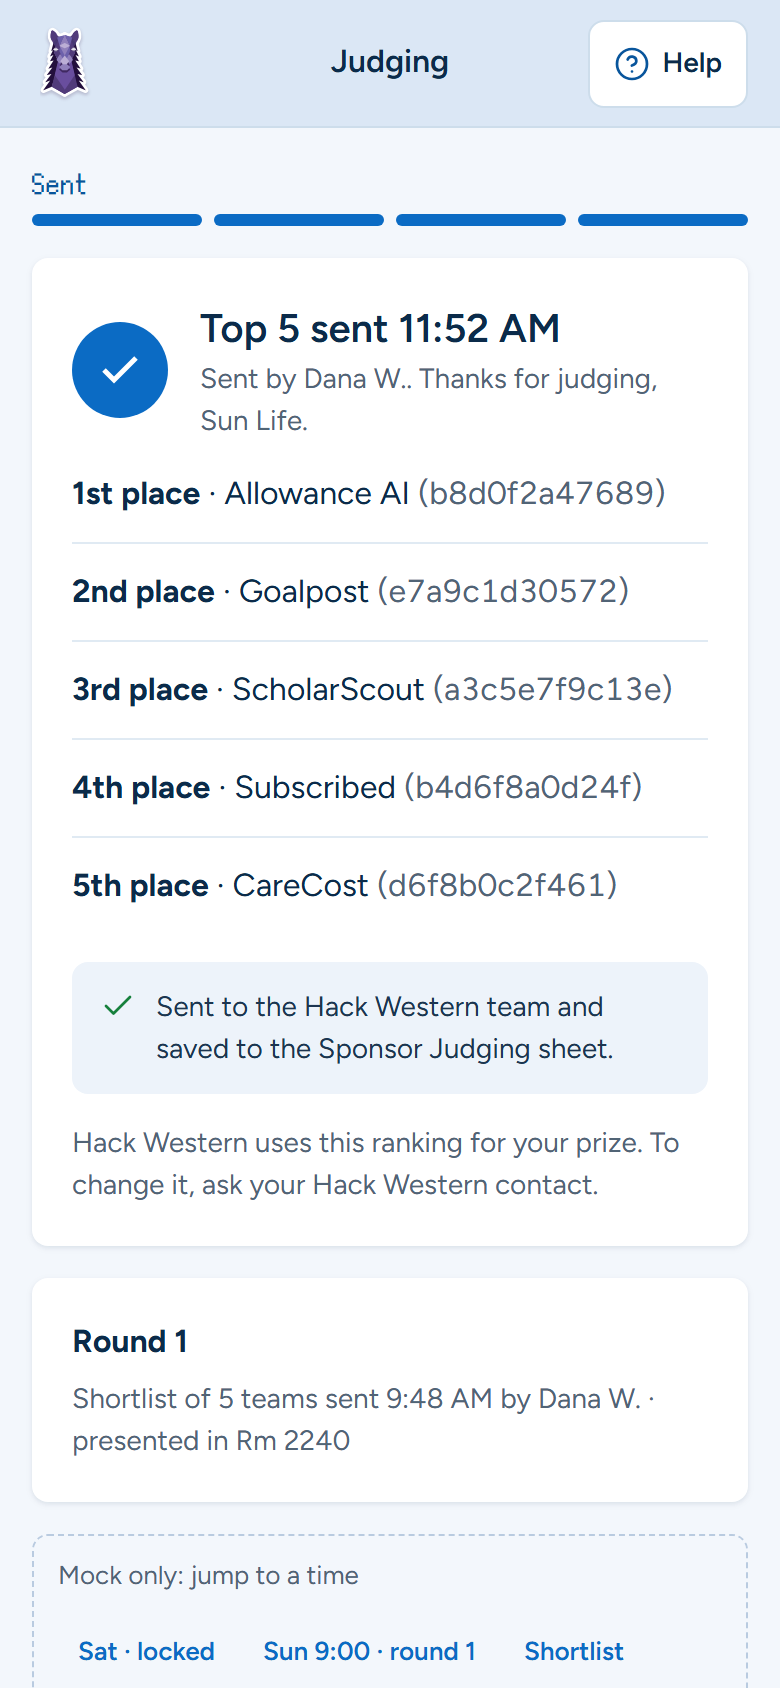 Judging
Help
Sent
Top 5 sent 11:52 AM
Sent by Dana W.. Thanks for judging,
Sun Life.
1st place · Allowance AI (b8d0f2a47689)
2nd place · Goalpost (e7a9c1d30572)
3rd place · ScholarScout (a3c5e7f9c13e)
4th place · Subscribed (b4d6f8a0d24f)
5th place · CareCost (d6f8b0c2f461)
Sent to the Hack Western team and
saved to the Sponsor Judging sheet.
Hack Western uses this ranking for your prize. To
change it, ask your Hack Western contact.
Round 1
Shortlist of 5 teams sent 9:48 AM by Dana W. ·
presented in Rm 2240
Mock only: jump to a time
Sat · locked Sun 9:00 · round 1 Shortlist